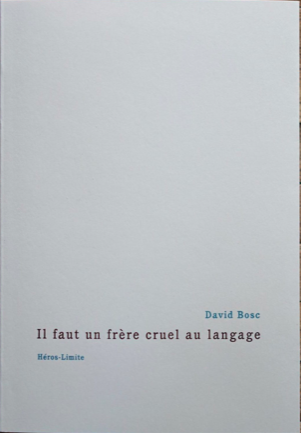 David Bosc
Il faut un frère cruel au langage
Héros-Limite